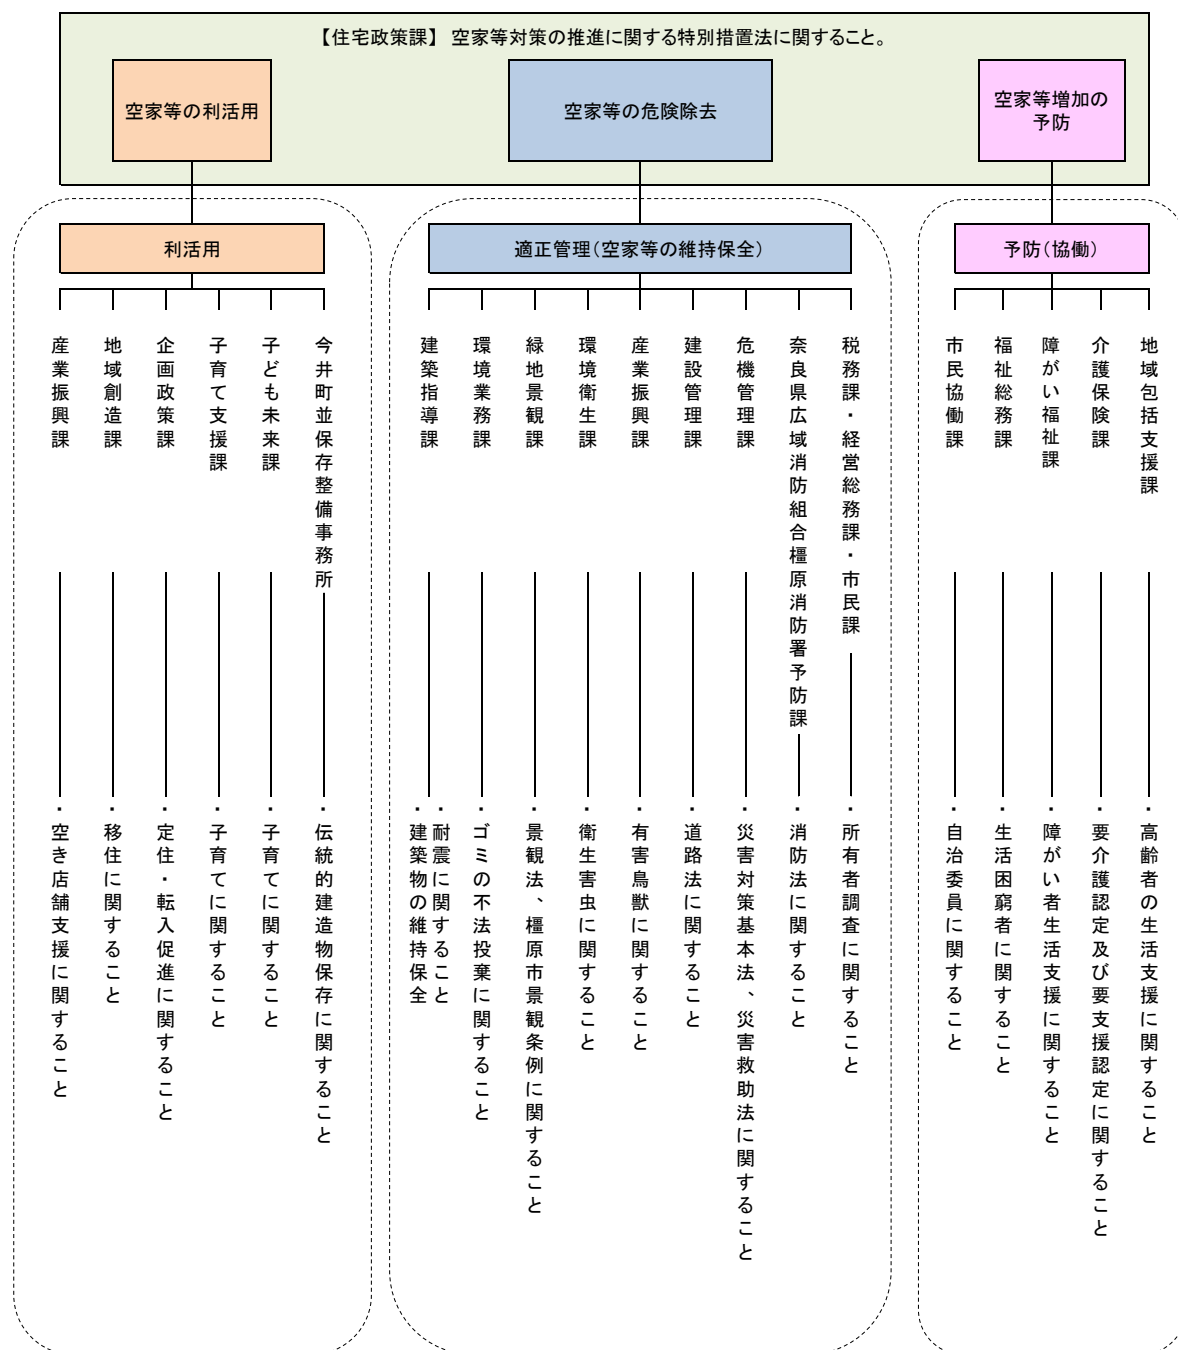 【住宅政策課】 空家等対策の推進に関する特別措置法に関すること。
空家等の利活用
空家等の危険除去
空家等増加の
予防
利活用
適正管理(空家等の維持保全)
予防(協働)
産業振興課
地域創造課
企画政策課
子育て支援課
子ども未来課
今井町並保存整備事務所
建築指導課
環境業務課
緑地景観課
環境衛生課
産業振興課
建設管理課
危機管理課
奈良県広域消防組合橿原消防署予防課
税務課・経営総務課・市民課
市民協働課
福祉総務課
障がい福祉課
介護保険課
地域包括支援課
・空き店舗支援に関すること
・移住に関すること
・定住・転入促進に関すること
・子育てに関すること
・子育てに関すること
・伝統的建造物保存に関すること
・耐震に関すること
・建築物の維持保全
・ゴミの不法投棄に関すること
・景観法、橿原市景観条例に関すること
・衛生害虫に関すること
・有害鳥獣に関すること
・道路法に関すること
・災害対策基本法、災害救助法に関すること
・消防法に関すること
・所有者調査に関すること
・自治委員に関すること
・生活困窮者に関すること
・障がい者生活支援に関すること
・要介護認定及び要支援認定に関すること
・高齢者の生活支援に関すること